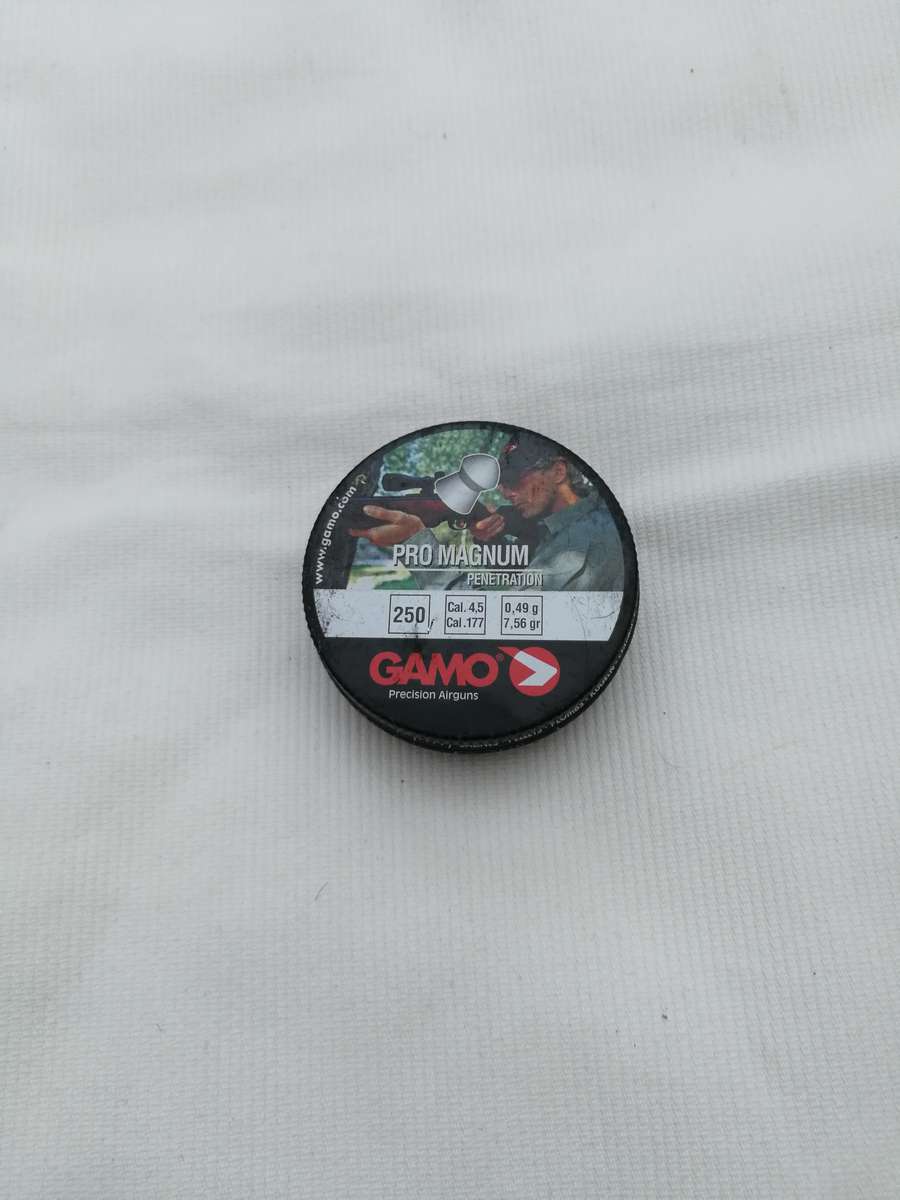 www.gamo.com
PRO MAGNUM
PENETRATION
250
Cal. 4,5
Cal .177
0,49 g
7,56 gr
GAMO®
Precision Airguns